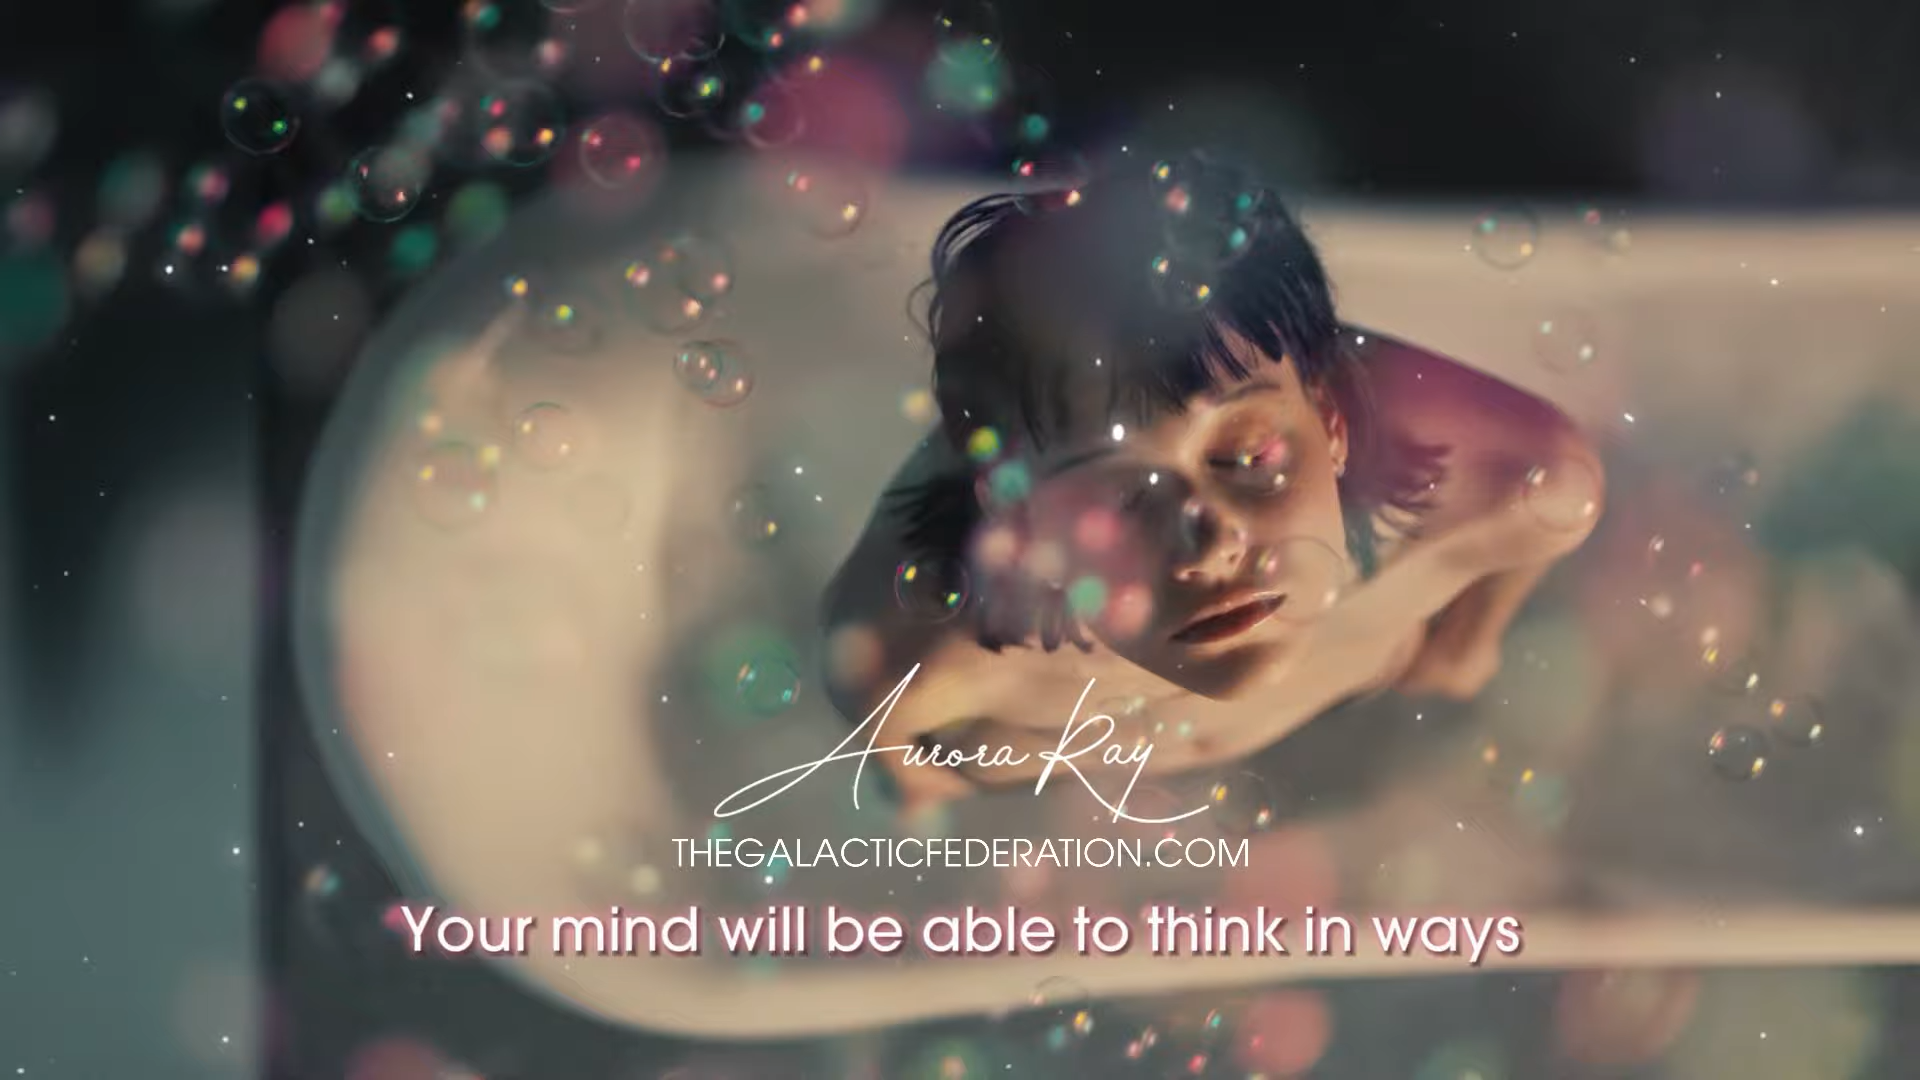 Aurora Ray
THEGALACTICFEDERATION.COM
Your mind will be able to think in ways